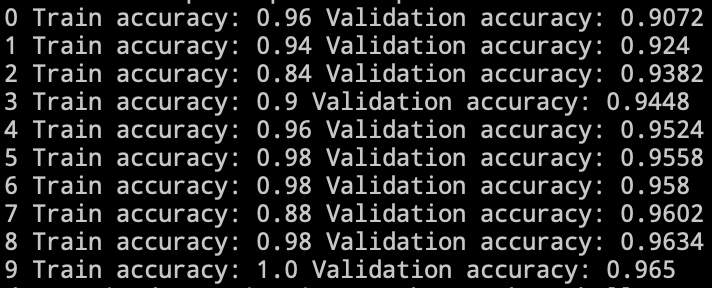 0 Train accuracy: 0.96 Validation accuracy: 0.9072
1 Train accuracy: 0.94 Validation accuracy: 0.924
2 Train accuracy: 0.84 Validation accuracy: 0.9382
3 Train accuracy: 0.9 Validation accuracy: 0.9448
4 Train accuracy: 0.96 Validation accuracy: 0.9524
5 Train accuracy: 0.98 Validation accuracy: 0.9558
6 Train accuracy: 0.98 Validation accuracy: 0.958
7 Train accuracy: 0.88 Validation accuracy: 0.9602
8 Train accuracy: 0.98 Validation accuracy: 0.9634
9 Train accuracy: 1.0 Validation accuracy: 0.965